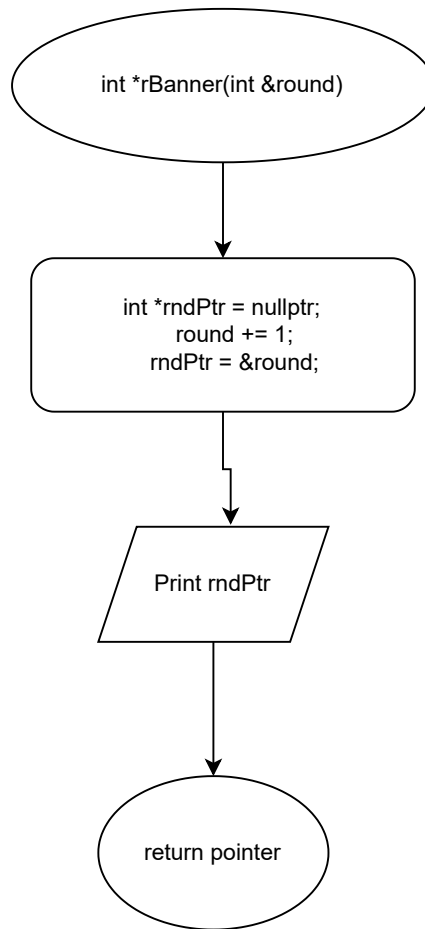 int *rBanner(int &round)
int *rndPtr = nullptr;
round += 1;
rndPtr = &round;
Print rndPtr
return pointer